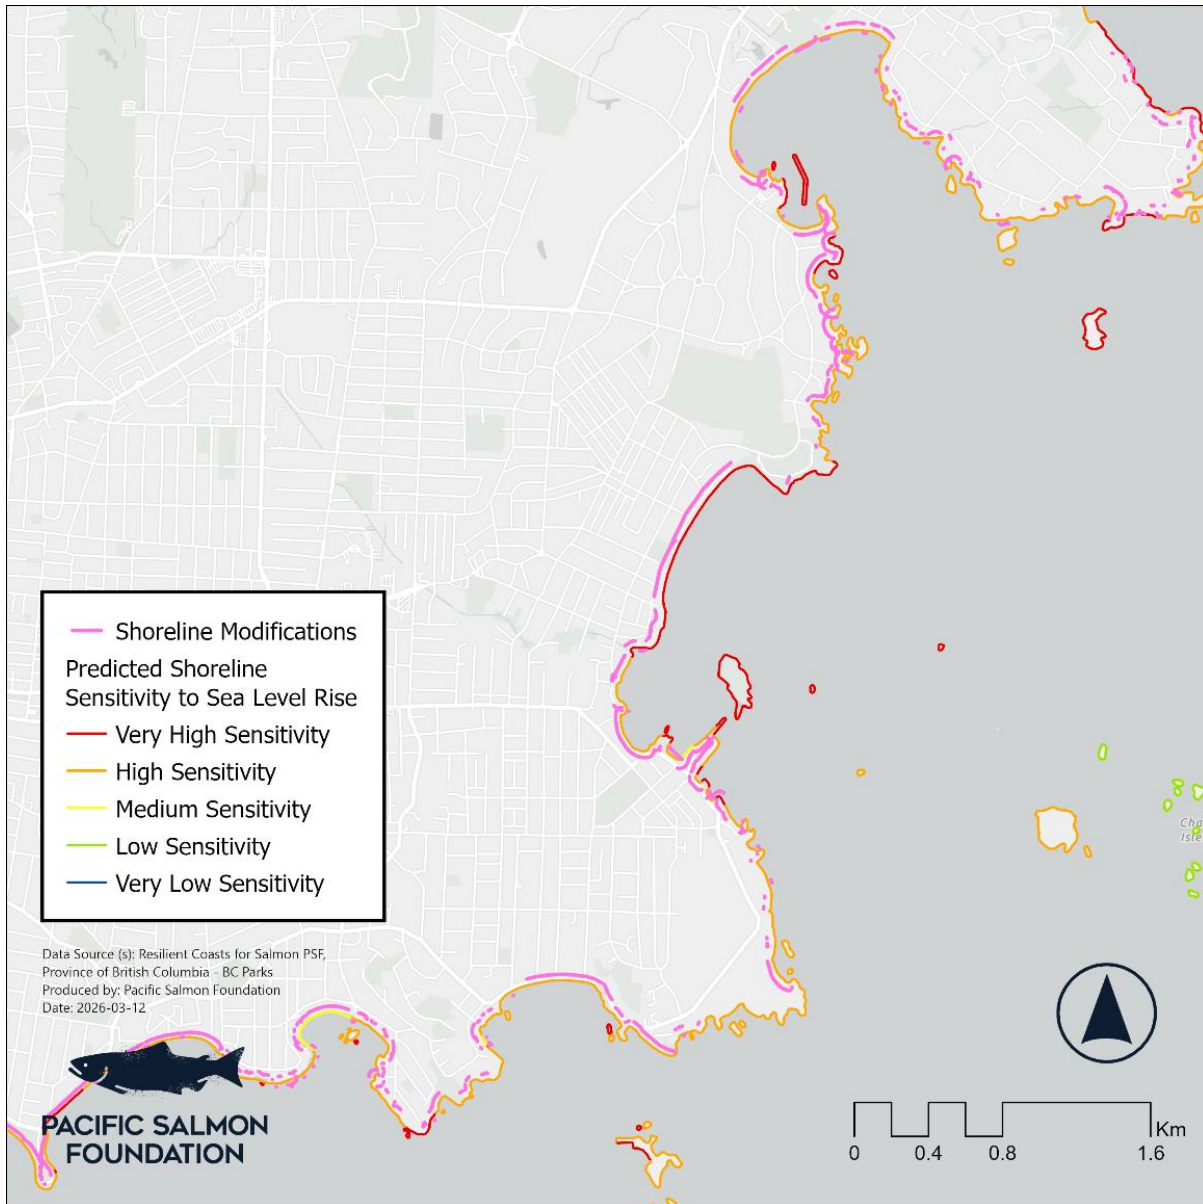 Shoreline Modifications
Predicted Shoreline
Sensitivity to Sea Level Rise
Very High Sensitivity
High Sensitivity
Medium Sensitivity
Low Sensitivity
Very Low Sensitivity
Data Source (s): Resilient Coasts for Salmon PSF,
Province of British Columbia - BC Parks
Produced by: Pacific Salmon Foundation
Date: 2026-03-12
PACIFIC SALMON
FOUNDATION
Km
0 0.4 0.8 1.6